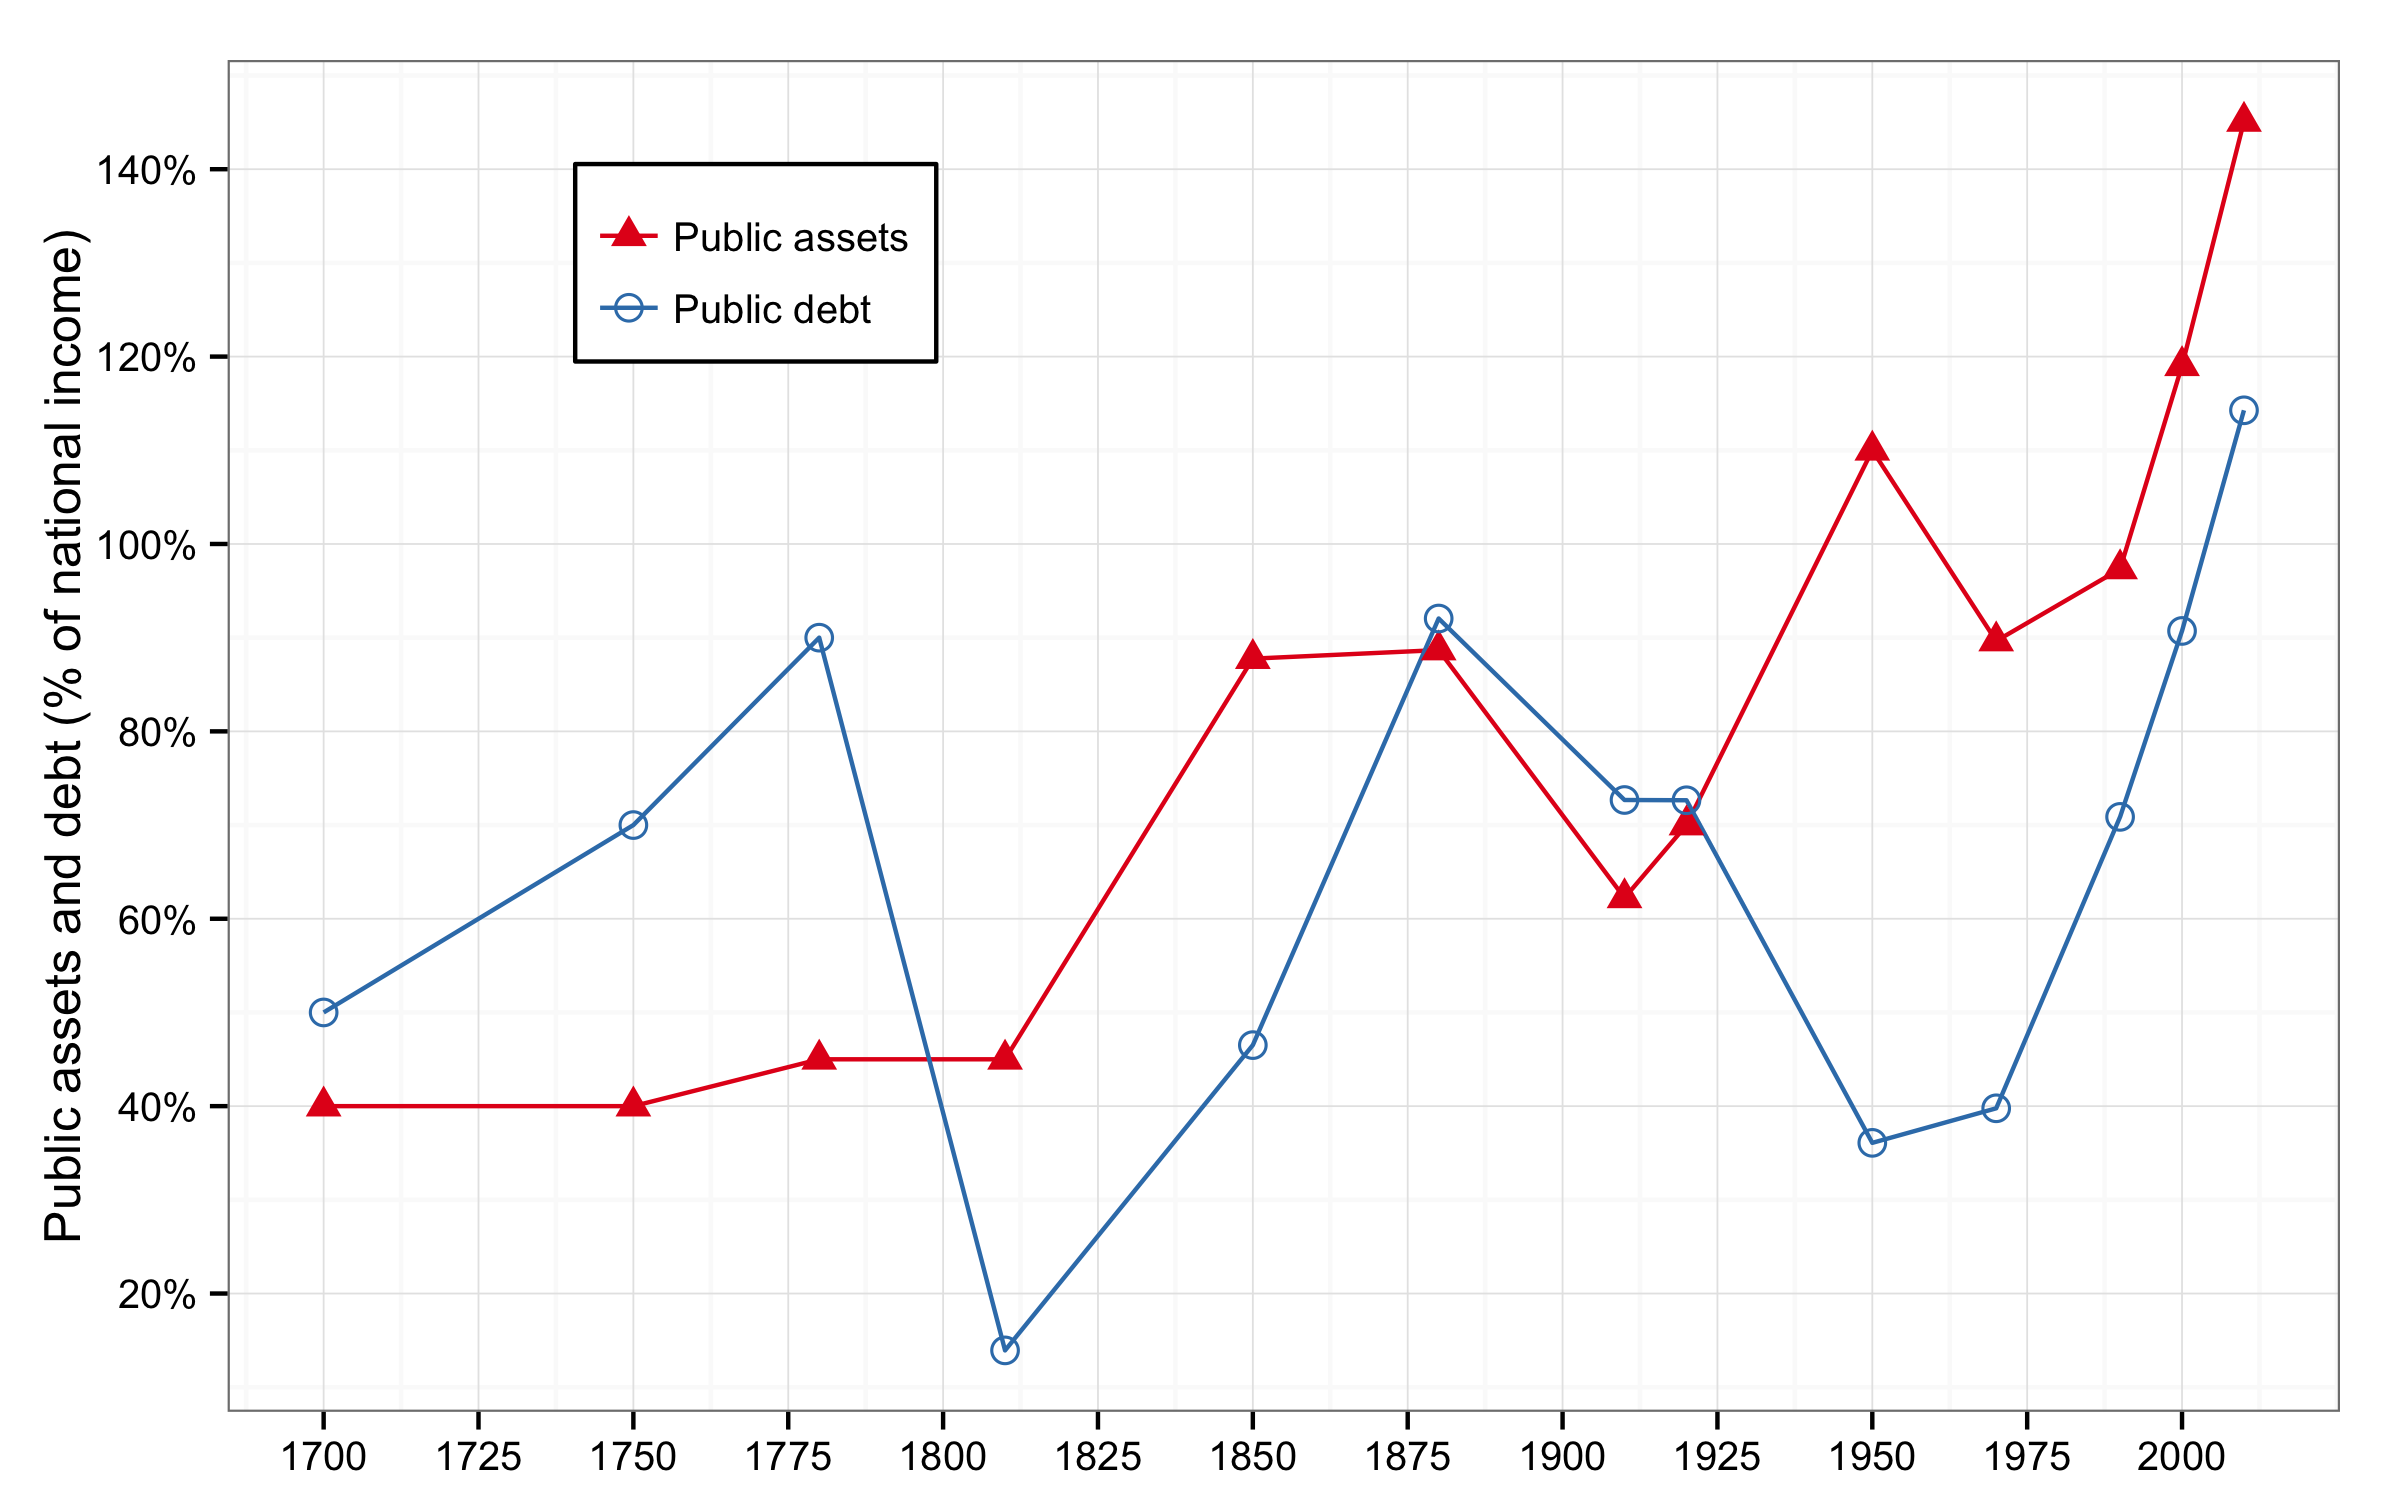 Public assets and debt (% of national income)
140%
120%
100%
80%
60%
40%
20%
Public assets
Public debt
1700 1725 1750 1775 1800 1825 1850 1875 1900 1925 1950 1975 2000